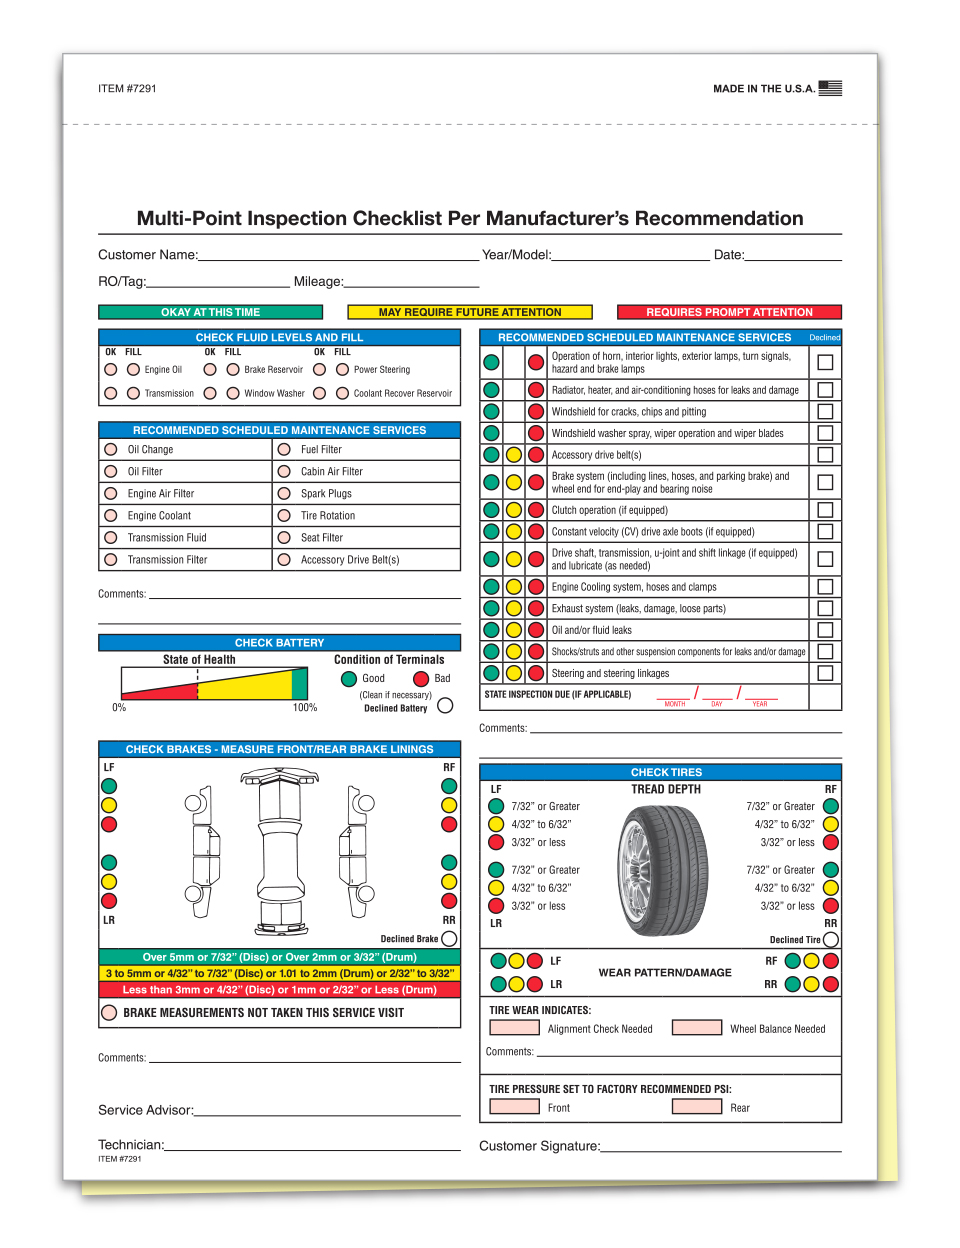 ITEM #7291
MADE IN THE U.S.A.
Multi-Point Inspection Checklist Per Manufacturer's Recommendation
Customer Name: Year/Model: Date:
RO/Tag: Mileage:
OKAY AT THIS TIME
MAY REQUIRE FUTURE ATTENTION
REQUIRES PROMPT ATTENTION
CHECK FLUID LEVELS AND FILL
OK FILL OK FILL OK FILL
Engine Oil Brake Reservoir Power Steering
Transmission Window Washer Coolant Recover Reservoir
RECOMMENDED SCHEDULED MAINTENANCE SERVICES
Oil Change Fuel Filter
Oil Filter Cabin Air Filter
Engine Air Filter Spark Plugs
Engine Coolant Tire Rotation
Transmission Fluid Seat Filter
Transmission Filter Accessory Drive Belt(s)
Comments:
CHECK BATTERY
State of Health Condition of Terminals
Good Bad
(Clean if necessary)
0% 100% Declined Battery
CHECK BRAKES - MEASURE FRONT/REAR BRAKE LININGS
LF RF
LR RR
Declined Brake
Over 5mm or 7/32" (Disc) or Over 2mm or 3/32" (Drum)
3 to 5mm or 4/32" to 7/32" (Disc) or 1.01 to 2mm (Drum) or 2/32" to 3/32"
Less than 3mm or 4/32" (Disc) or 1mm or 2/32" or Less (Drum)
BRAKE MEASUREMENTS NOT TAKEN THIS SERVICE VISIT
Comments:
Service Advisor:
Technician:
ITEM #7291
RECOMMENDED SCHEDULED MAINTENANCE SERVICES Declined
Operation of horn, interior lights, exterior lamps, turn signals,
hazard and brake lamps
Radiator, heater, and air-conditioning hoses for leaks and damage
Windshield for cracks, chips and pitting
Windshield washer spray, wiper operation and wiper blades
Accessory drive belt(s)
Brake system (including lines, hoses, and parking brake) and
wheel end for end-play and bearing noise
Clutch operation (if equipped)
Constant velocity (CV) drive axle boots (if equipped)
Drive shaft, transmission, u-joint and shift linkage (if equipped)
and lubricate (as needed)
Engine Cooling system, hoses and clamps
Exhaust system (leaks, damage, loose parts)
Oil and/or fluid leaks
Shocks/struts and other suspension components for leaks and/or damage
Steering and steering linkages
STATE INSPECTION DUE (IF APPLICABLE) / /
MONTH DAY YEAR
Comments:
CHECK TIRES
LF TREAD DEPTH RF
7/32" or Greater 7/32" or Greater
4/32" to 6/32" 4/32" to 6/32"
3/32" or less 3/32" or less
7/32" or Greater 7/32" or Greater
4/32" to 6/32" 4/32" to 6/32"
3/32" or less 3/32" or less
LR RR
Declined Tire
LF RF
WEAR PATTERN/DAMAGE
LR RR
TIRE WEAR INDICATES:
Alignment Check Needed Wheel Balance Needed
Comments:
TIRE PRESSURE SET TO FACTORY RECOMMENDED PSI:
Front Rear
Customer Signature: